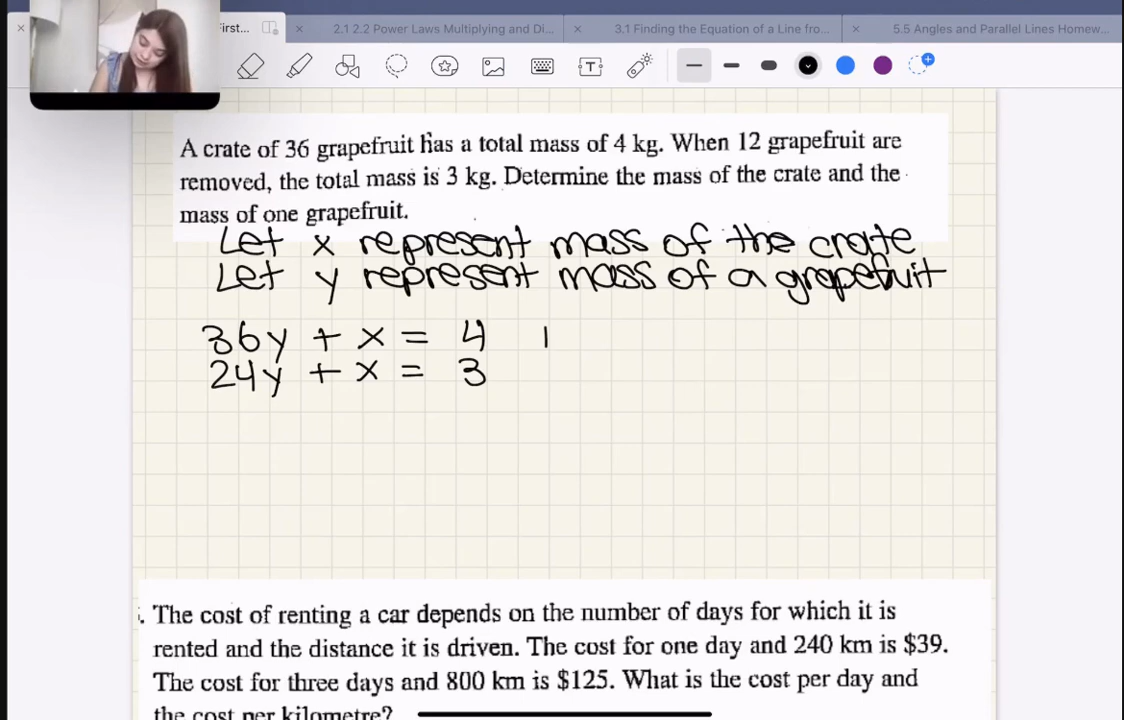 irst...
2.1 2.2 Power Laws Multiplying and Di...
3.1 Finding the Equation of a Line fro...
5.5 Angles and Parallel Lines Homew...
T
A crate of 36 grapefruit has a total mass of 4 kg. When 12 grapefruit are
removed, the total mass is 3 kg. Determine the mass of the crate and the
mass of one grapefruit.
Let x represent mass of the crate
Let y represent mass of a grapefuit
36y + x = 4 1
24y + x = 3
. The cost of renting a car depends on the number of days for which it is
rented and the distance it is driven. The cost for one day and 240 km is $39.
The cost for three days and 800 km is $125. What is the cost per day and
the cost per kilometre?